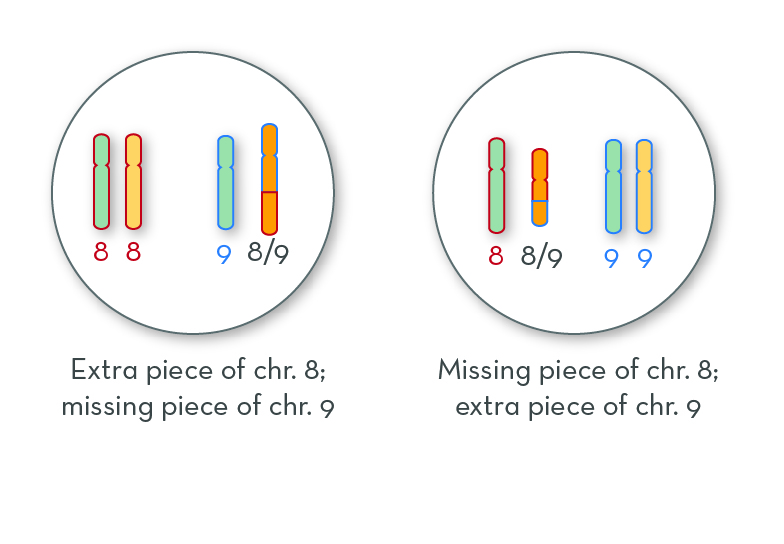 8 8 9 8/9
8 8/9 9 9
Extra piece of chr. 8;
missing piece of chr. 9
Missing piece of chr. 8;
extra piece of chr. 9